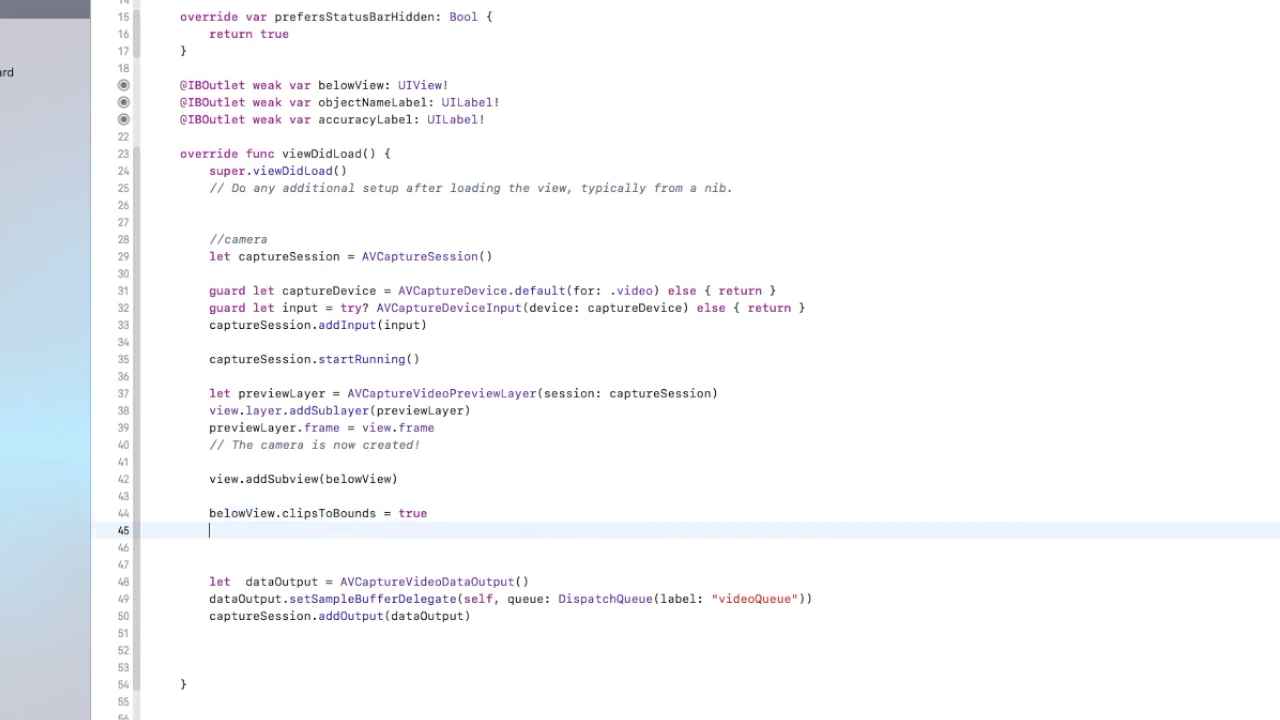 14
15 override var prefersStatusBarHidden: Bool {
ard
16 return true
17 }
18
@IBOutlet weak var belowView: UIView!
@IBOutlet weak var objectNameLabel: UILabel!
@IBOutlet weak var accuracyLabel: UILabel!
22
23 override func viewDidLoad() {
24 super.viewDidLoad()
25 // Do any additional setup after loading the view, typically from a nib.
26
27
28 //camera
29 let captureSession = AVCaptureSession()
30
31 guard let captureDevice = AVCaptureDevice.default(for: .video) else { return }
32 guard let input = try? AVCaptureDeviceInput(device: captureDevice) else { return }
33 captureSession.addInput(input)
34
35 captureSession.startRunning()
36
37 let previewLayer = AVCaptureVideoPreviewLayer(session: captureSession)
38 view.layer.addSublayer(previewLayer)
39 previewLayer.frame = view.frame
40 // The camera is now created!
41
42 view.addSubview(belowView)
43
44 belowView.clipsToBounds = true
45
46
47
48 let  dataOutput = AVCaptureVideoDataOutput()
49 dataOutput.setSampleBufferDelegate(self, queue: DispatchQueue(label: "videoQueue"))
50 captureSession.addOutput(dataOutput)
51
52
53
54 }
55
56